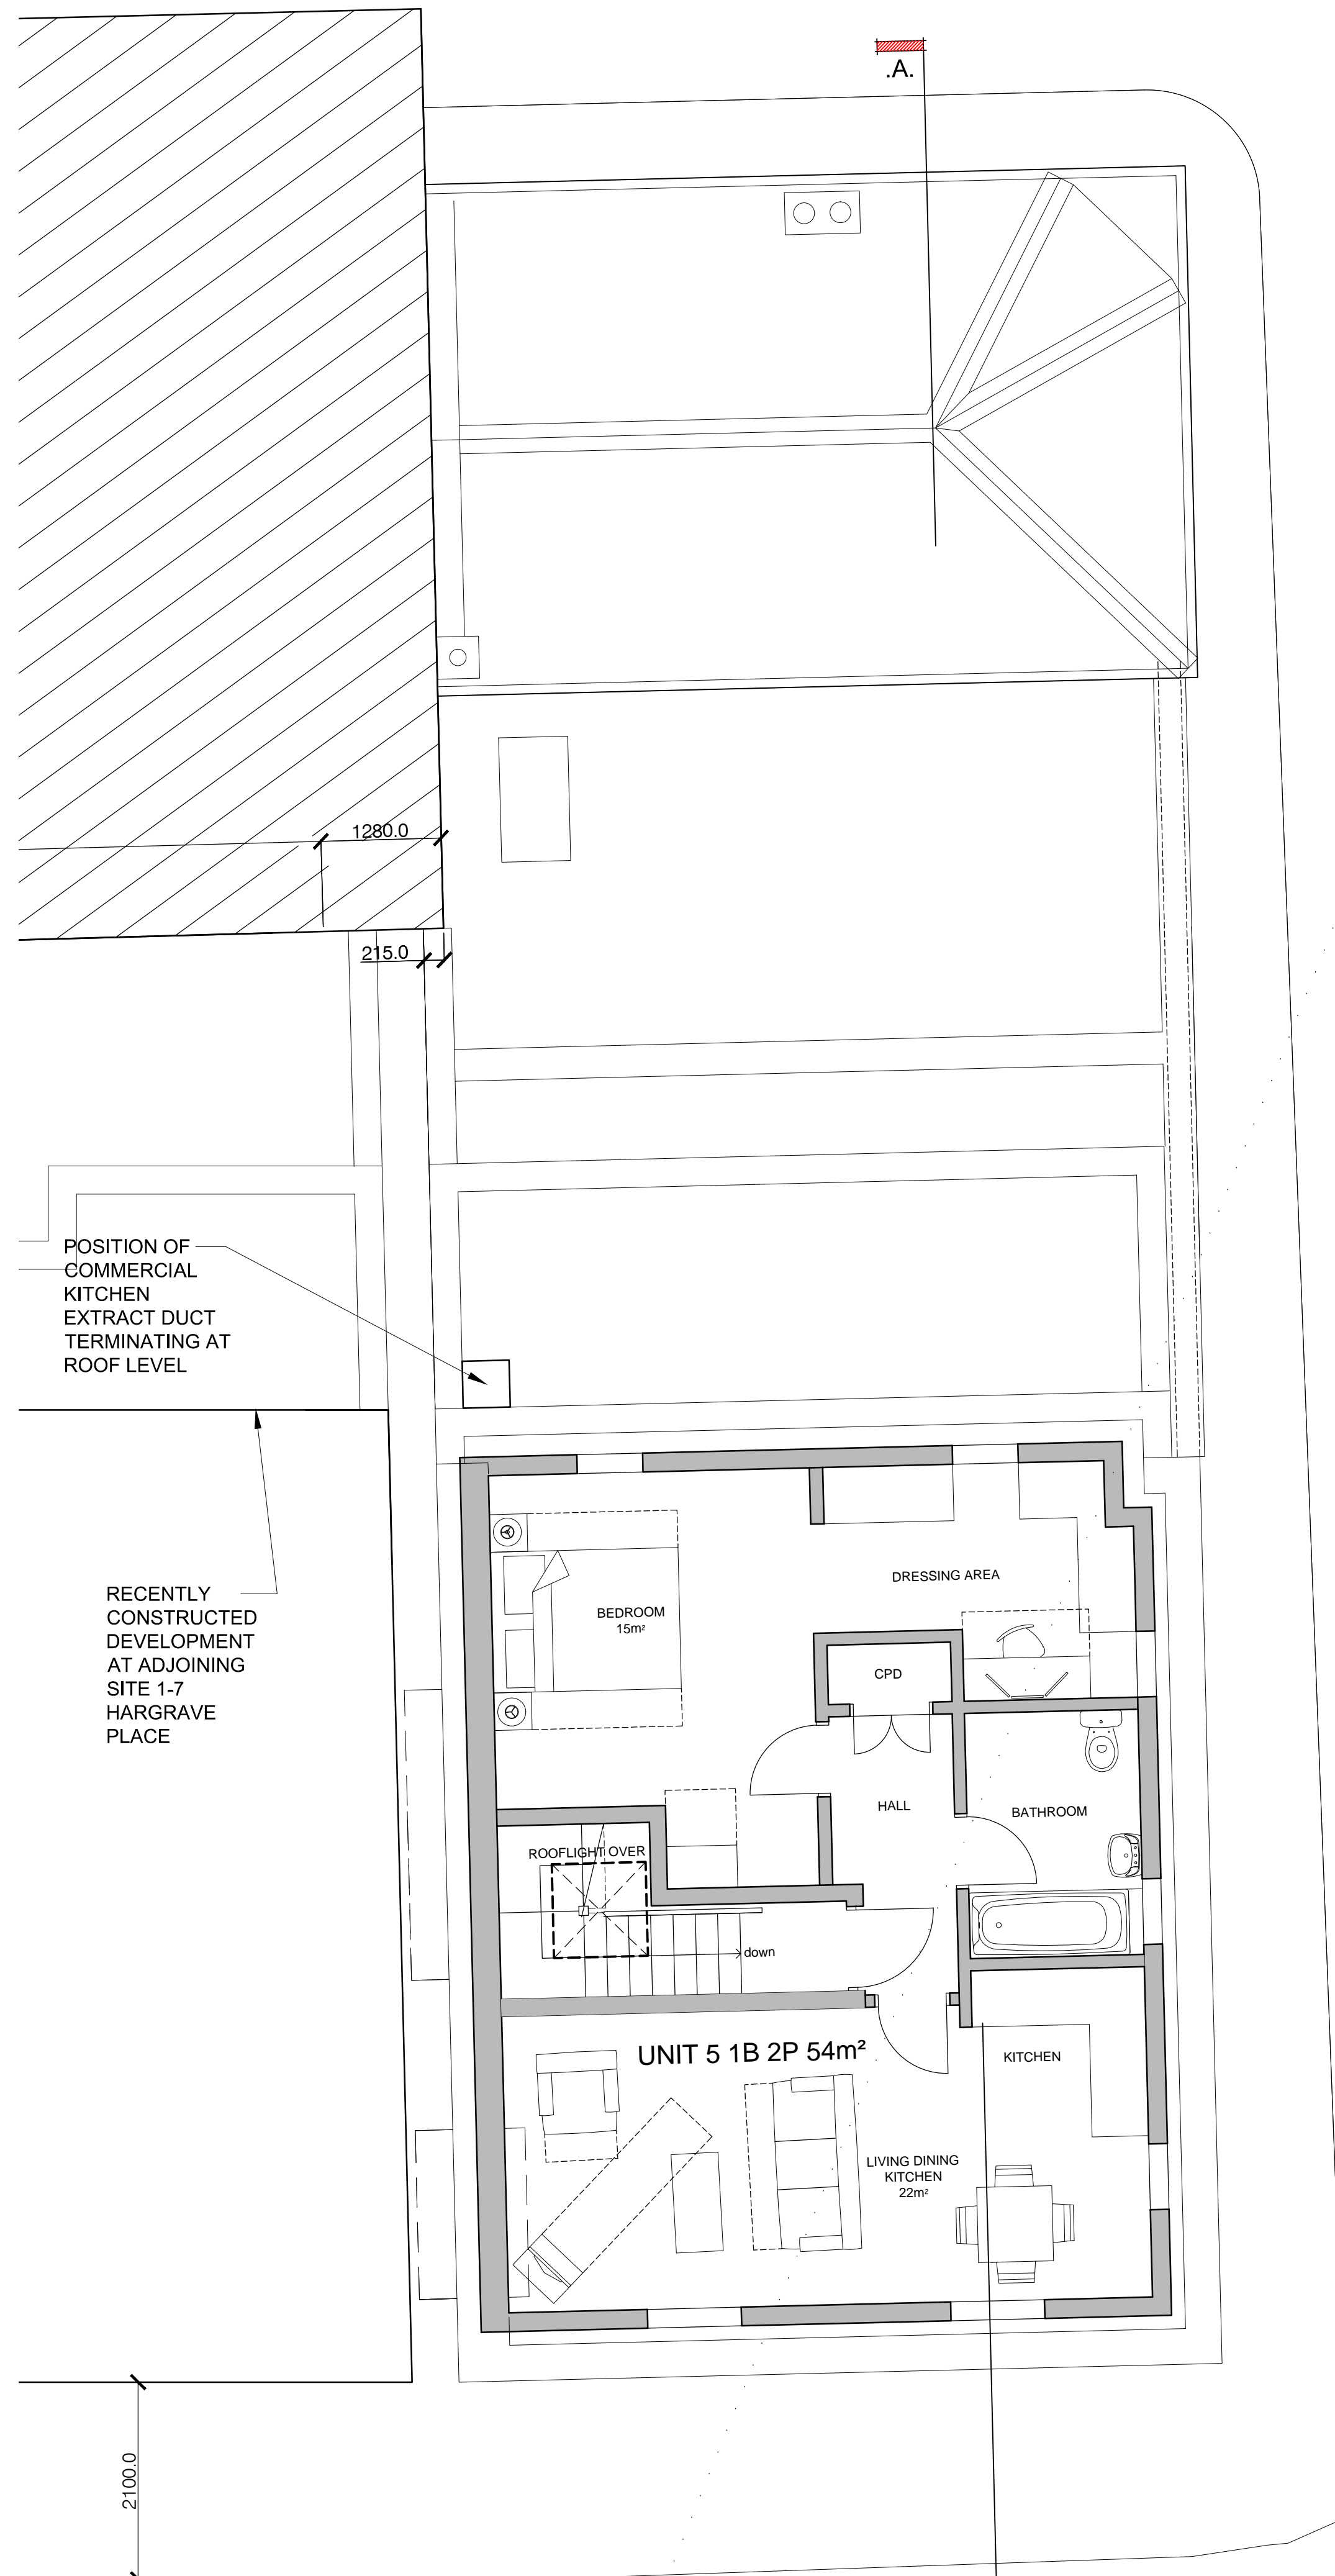 .A.
1280.0
215.0
POSITION OF
COMMERCIAL
KITCHEN
EXTRACT DUCT
TERMINATING AT
ROOF LEVEL
RECENTLY
CONSTRUCTED
DEVELOPMENT
AT ADJOINING
SITE 1-7
HARGRAVE
PLACE
DRESSING AREA
BEDROOM
15m²
CPD
HALL
BATHROOM
ROOFLIGHT OVER
down
UNIT 5 1B 2P 54m²
KITCHEN
LIVING DINING
KITCHEN
22m²
2100.0